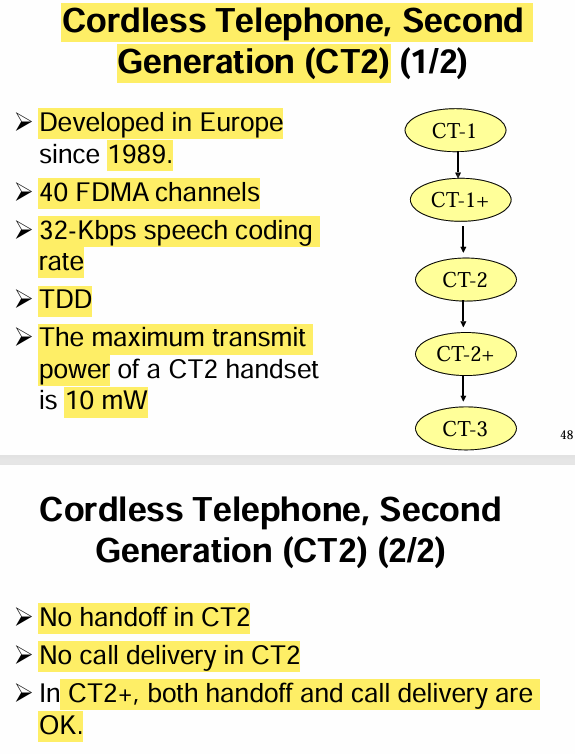 Cordless Telephone, Second
Generation (CT2) (1/2)
➢ Developed in Europe
since 1989.
➢ 40 FDMA channels
➢ 32-Kbps speech coding
rate
➢ TDD
➢ The maximum transmit
power of a CT2 handset
is 10 mW
CT-1
CT-1+
CT-2
CT-2+
CT-3
48
Cordless Telephone, Second
Generation (CT2) (2/2)
➢ No handoff in CT2
➢ No call delivery in CT2
➢ In CT2+, both handoff and call delivery are
OK.